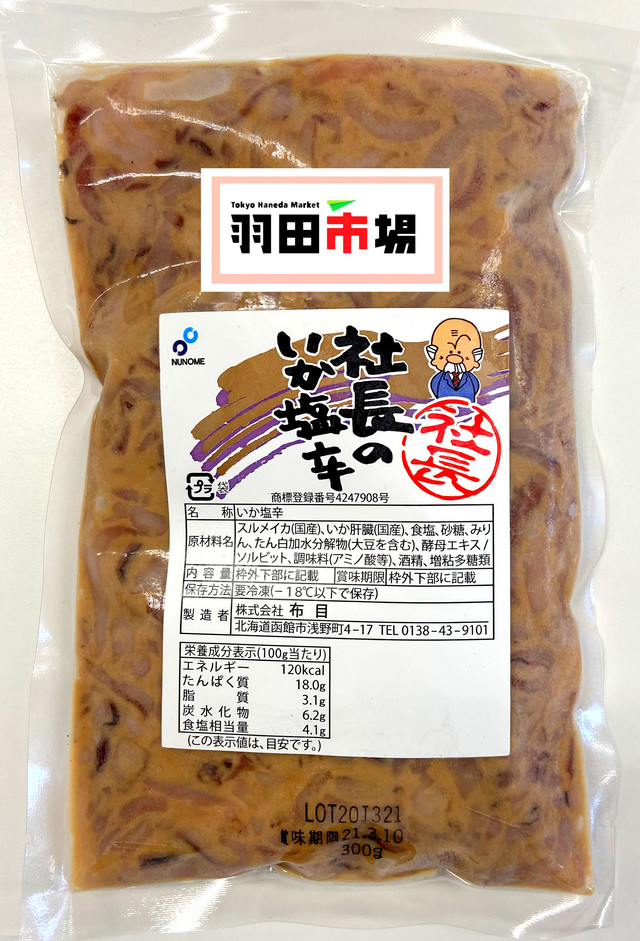 Tokyo Haneda Market
羽田市場
NUNOME
社長の
いか塩辛
社長
プラ
袋
商標登録番号4247908号
名 称 いか塩辛
原材料名 スルメイカ(国産)、いか肝臓(国産)、食塩、砂糖、みり
ん、たん白加水分解物(大豆を含む)、酵母エキス/
ソルビット、調味料(アミノ酸等)、酒精、増粘多糖類
内容量 枠外下部に記載 賞味期限 枠外下部に記載
保存方法 要冷凍(−18℃以下で保存)
製造者 株式会社 布目
北海道函館市浅野町4-17 TEL 0138-43-9101
栄養成分表示(100g当たり)
エネルギー 120kcal
たんぱく質 18.0g
脂 質 3.1g
炭水化物 6.2g
食塩相当量 4.1g
(この表示値は、目安です。)
LOT20I321
賞味期限21.3.10
300g